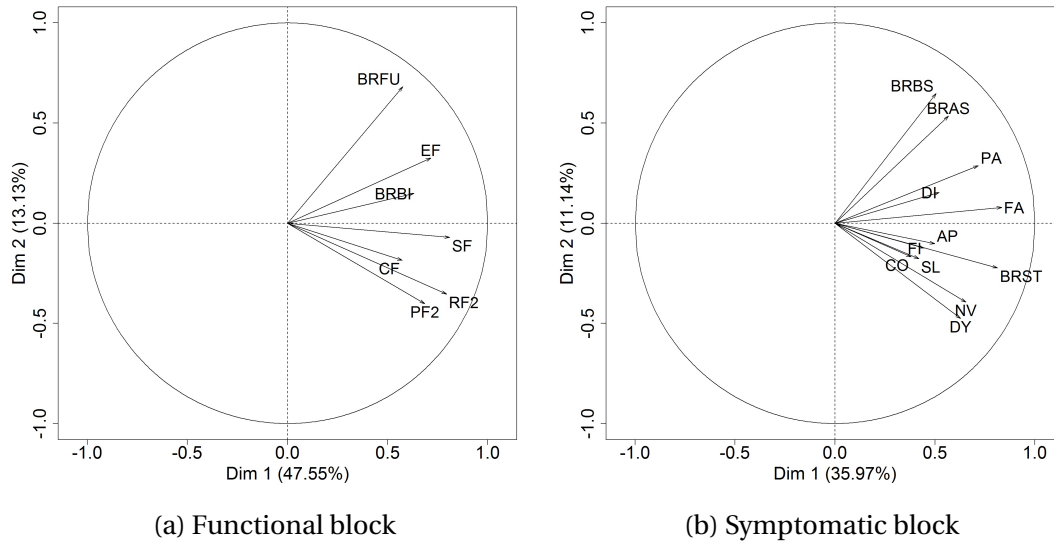 1.0
0.5
0.0
-0.5
-1.0
Dim 2 (13.13%)
BRFU
EF
BRBI
SF
CF
RF2
PF2
-1.0 -0.5 0.0 0.5 1.0
Dim 1 (47.55%)
(a) Functional block
1.0
0.5
0.0
-0.5
-1.0
Dim 2 (11.14%)
BRBS
BRAS
PA
DI
FA
AP
FI
CO SL
BRST
NV
DY
-1.0 -0.5 0.0 0.5 1.0
Dim 1 (35.97%)
(b) Symptomatic block